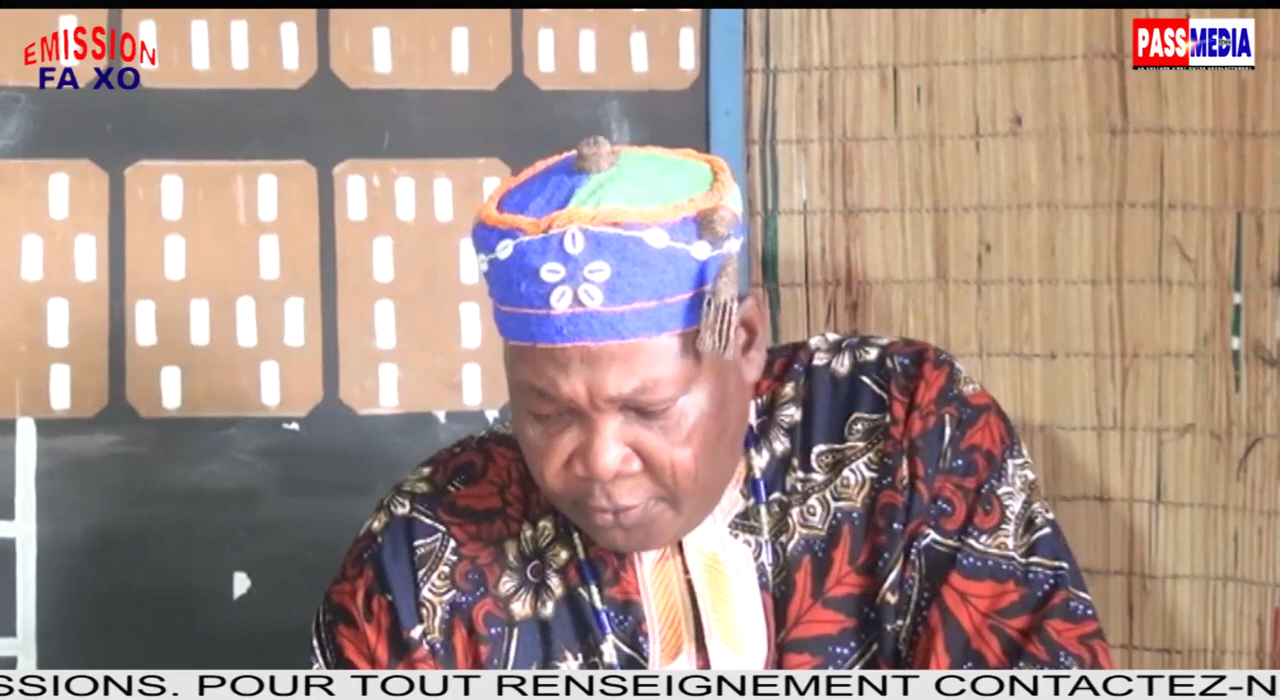 EMISSION
FA XO
PASS MEDIA
SSIONS. POUR TOUT RENSEIGNEMENT CONTACTEZ-N